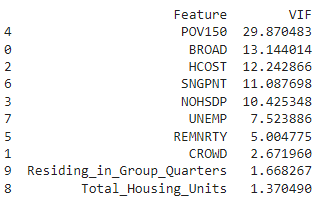 Feature VIF
4 POV150 29.870483
0 BROAD 13.144014
2 HCOST 12.242866
6 SNGPNT 11.087698
3 NOHSDP 10.425348
7 UNEMP 7.523886
5 REMNRTY 5.004775
1 CROWD 2.671960
9 Residing_in_Group_Quarters 1.668267
8 Total_Housing_Units 1.370490